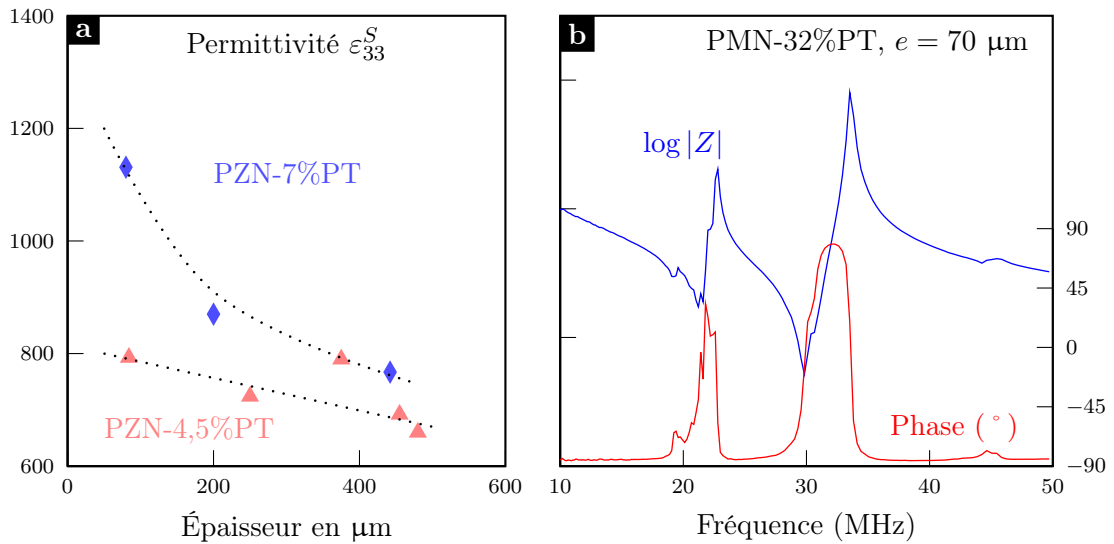 a
Permittivité ε₃₃ˢ
1400
1200
1000
800
600
PZN-7%PT
PZN-4,5%PT
0
200
400
600
Épaisseur en μm
b
PMN-32%PT, e = 70 μm
log |Z|
90
45
0
−45
−90
Phase (°)
10
20
30
40
50
Fréquence (MHz)